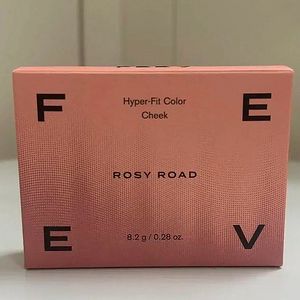 F E
Hyper-Fit Color
Cheek
ROSY ROAD
8.2 g / 0.28 oz.
E V